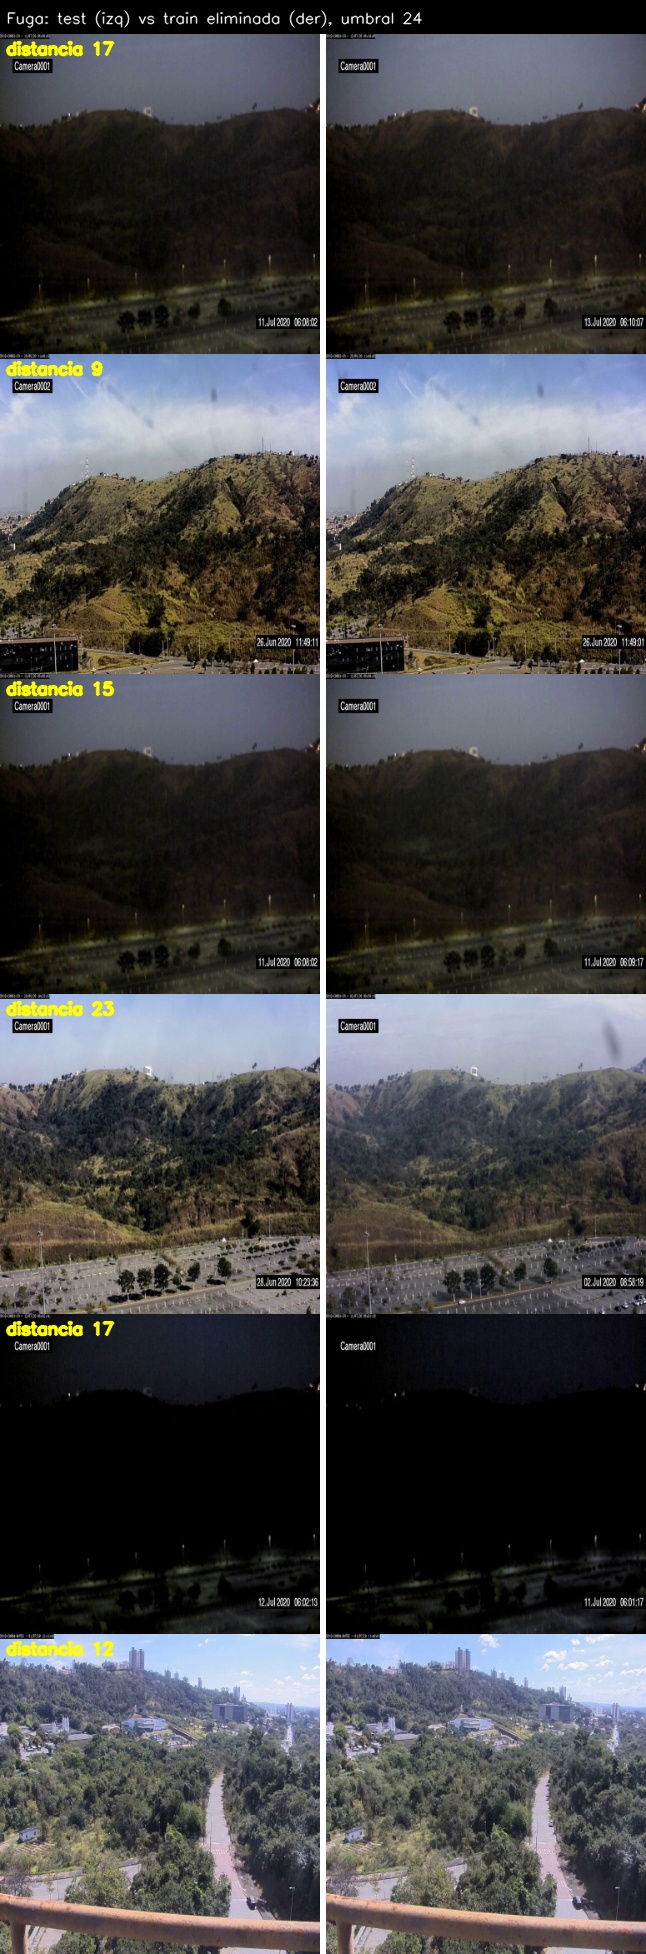 Fuga: test (izq) vs train eliminada (der), umbral 24
distancia 17
Camera0001
Camera0001
11.Jul 2020 06:08:02
13.Jul 2020 06:10:07
distancia 9
Camera0002
Camera0002
26.Jun 2020 11:49:11
26.Jun 2020 11:49:01
distancia 15
Camera0001
Camera0001
11.Jul 2020 06:08:02
11.Jul 2020 06:09:17
distancia 23
Camera0001
Camera0001
28.Jun 2020 10:23:36
02.Jul 2020 08:58:19
distancia 17
Camera0001
Camera0001
12.Jul 2020 06:02:13
11.Jul 2020 06:01:17
distancia 12